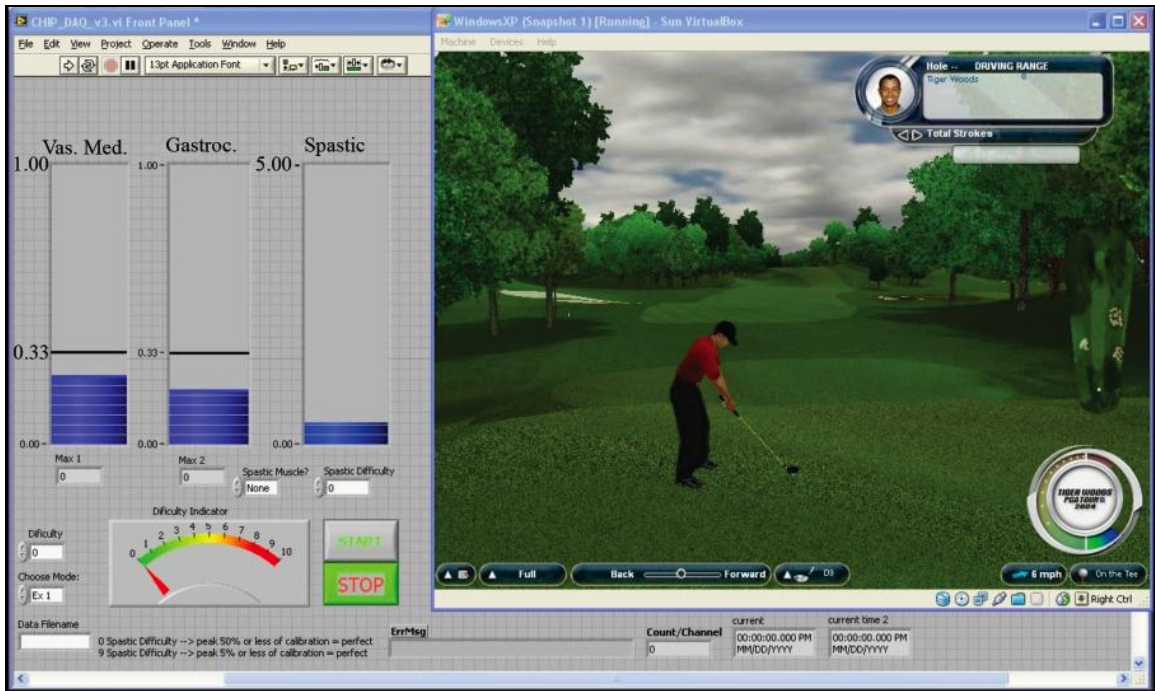 CHIP_DAQ_v3.vi Front Panel *
File Edit View Project Operate Tools Window Help
13pt Application Font
Vas. Med. Gastroc. Spastic
1.00 1.00 5.00
0.33 0.33
0.00 0.00 0.00
Max 1 Max 2
0 0
Spastic Muscle? Spastic Difficulty
None 0
Dificulty Indicator
0 1 2 3 4 5 6 7 8 9 10
START
STOP
Dificulty
0
Choose Mode:
Ex 1
Data Filename
0 Spastic Difficulty --> peak 50% or less of calibration = perfect
9 Spastic Difficulty --> peak 5% or less of calibration = perfect
ErrMsg
Count/Channel
0
current
00:00:00.000 PM
MM/DD/YYYY
current time 2
00:00:00.000 PM
MM/DD/YYYY
WindowsXP (Snapshot 1) [Running] - Sun VirtualBox
Machine Devices Help
Hole -- DRIVING RANGE
Tiger Woods 0
Total Strokes
TIGER WOODS
PGA TOUR
2004
Full
Back Forward
6 mph
On the Tee
Right Ctrl